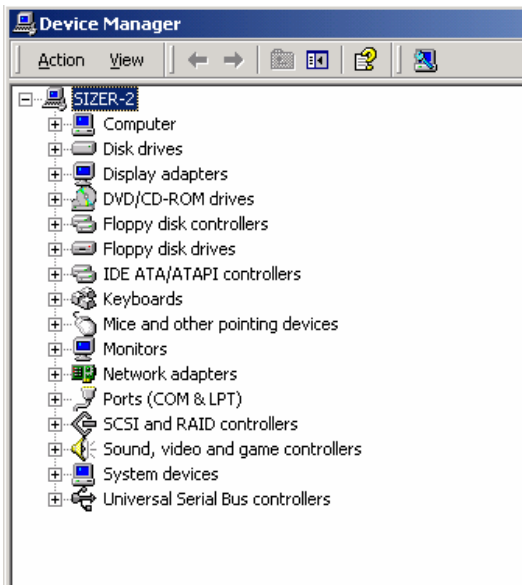 Device Manager
Action View
SIZER-2
Computer
Disk drives
Display adapters
DVD/CD-ROM drives
Floppy disk controllers
Floppy disk drives
IDE ATA/ATAPI controllers
Keyboards
Mice and other pointing devices
Monitors
Network adapters
Ports (COM & LPT)
SCSI and RAID controllers
Sound, video and game controllers
System devices
Universal Serial Bus controllers